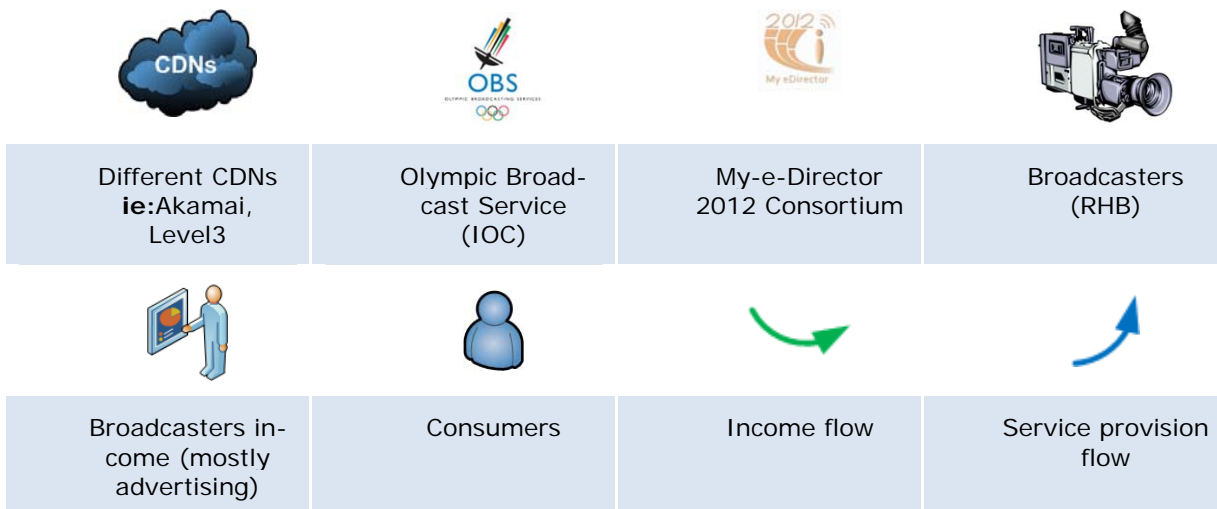 CDNs
OBS
OLYMPIC BROADCASTING SERVICES
2012
My eDirector
Different CDNs
ie:Akamai,
Level3
Olympic Broad-
cast Service
(IOC)
My-e-Director
2012 Consortium
Broadcasters
(RHB)
Broadcasters in-
come (mostly
advertising)
Consumers
Income flow
Service provision
flow